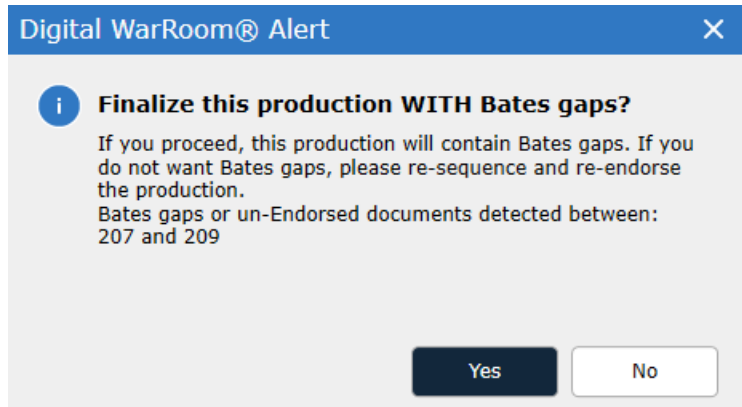 Digital WarRoom® Alert
Finalize this production WITH Bates gaps?
If you proceed, this production will contain Bates gaps. If you
do not want Bates gaps, please re-sequence and re-endorse
the production.
Bates gaps or un-Endorsed documents detected between:
207 and 209
Yes
No